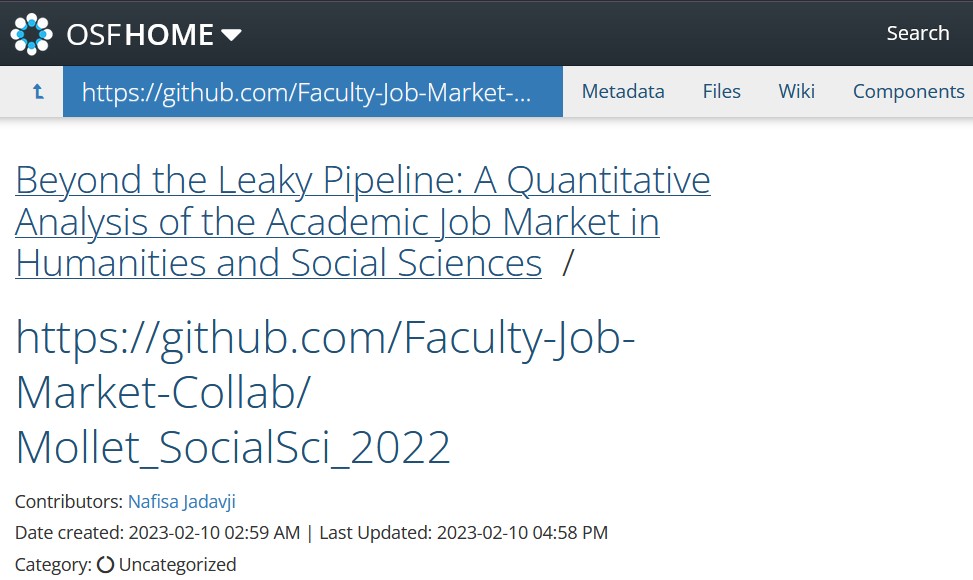 OSFHOME Search
https://github.com/Faculty-Job-Market-... Metadata Files Wiki Components
Beyond the Leaky Pipeline: A Quantitative
Analysis of the Academic Job Market in
Humanities and Social Sciences /
https://github.com/Faculty-Job-
Market-Collab/
Mollet_SocialSci_2022
Contributors: Nafisa Jadavji
Date created: 2023-02-10 02:59 AM | Last Updated: 2023-02-10 04:58 PM
Category: Uncategorized